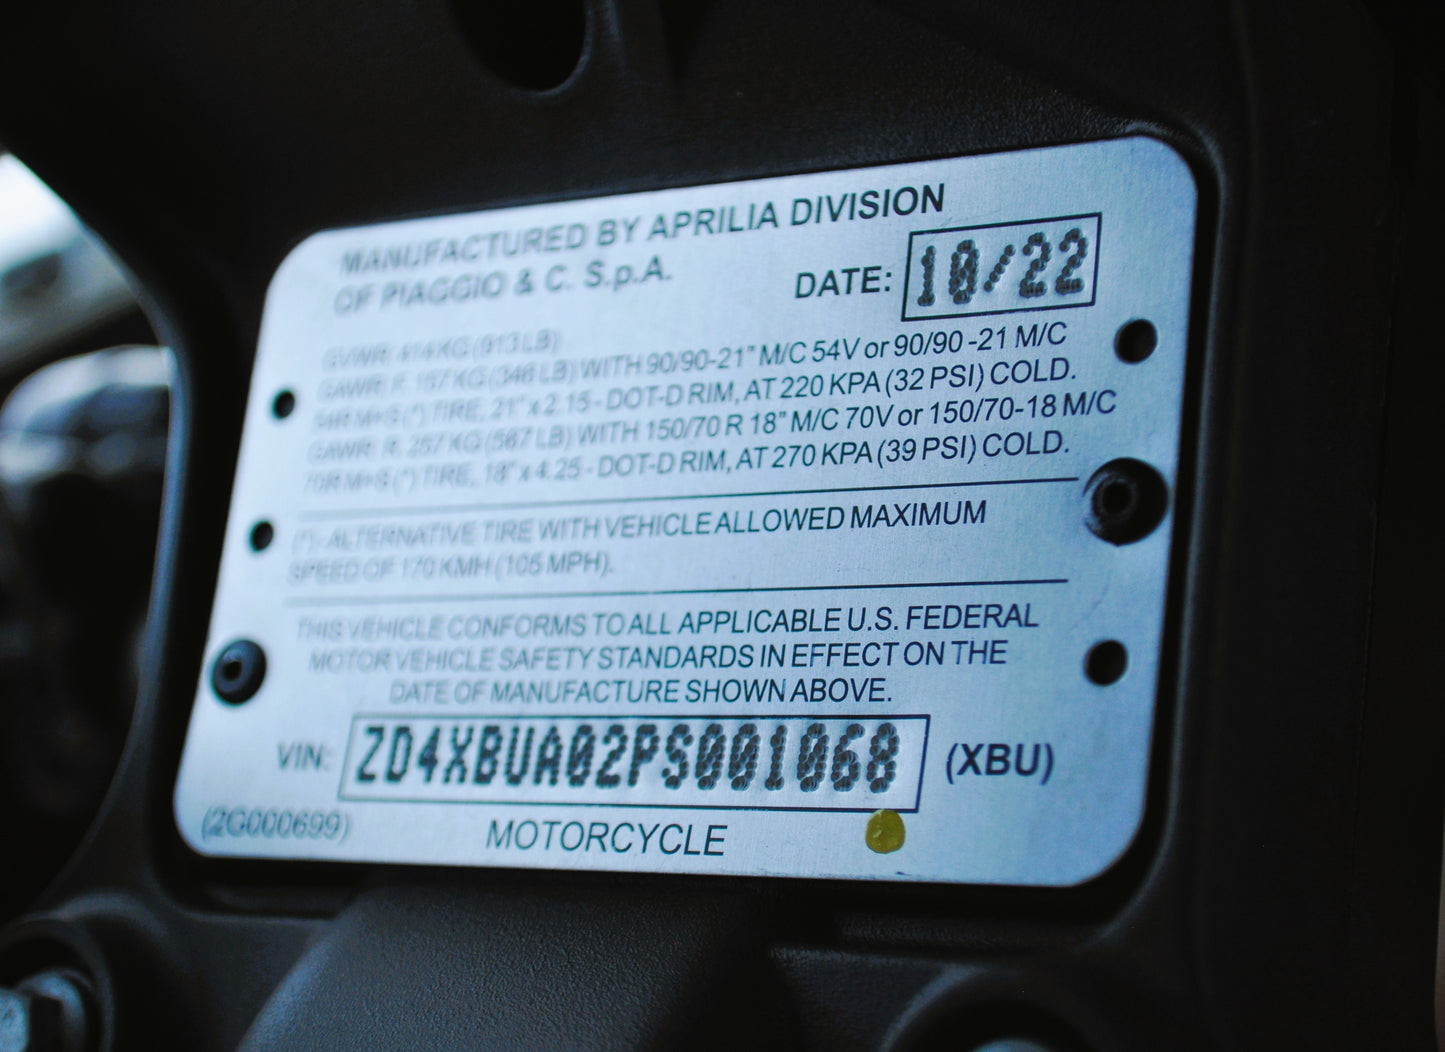 MANUFACTURED BY APRILIA DIVISION
OF PIAGGIO & C. S.p.A.
DATE: 10/22
GVWR: 414 KG (913 LB)
GAWR: F. 157 KG (346 LB) WITH 90/90-21" M/C 54V or 90/90 -21 M/C
54R M+S (*) TIRE, 21" x 2.15 - DOT-D RIM, AT 220 KPA (32 PSI) COLD.
GAWR: R. 257 KG (567 LB) WITH 150/70 R 18" M/C 70V or 150/70-18 M/C
70R M+S (*) TIRE, 18" x 4.25 - DOT-D RIM, AT 270 KPA (39 PSI) COLD.
(*)- ALTERNATIVE TIRE WITH VEHICLE ALLOWED MAXIMUM
SPEED OF 170 KMH (105 MPH).
THIS VEHICLE CONFORMS TO ALL APPLICABLE U.S. FEDERAL
MOTOR VEHICLE SAFETY STANDARDS IN EFFECT ON THE
DATE OF MANUFACTURE SHOWN ABOVE.
VIN: ZD4XBUA02PS001068 (XBU)
(2G000699) MOTORCYCLE